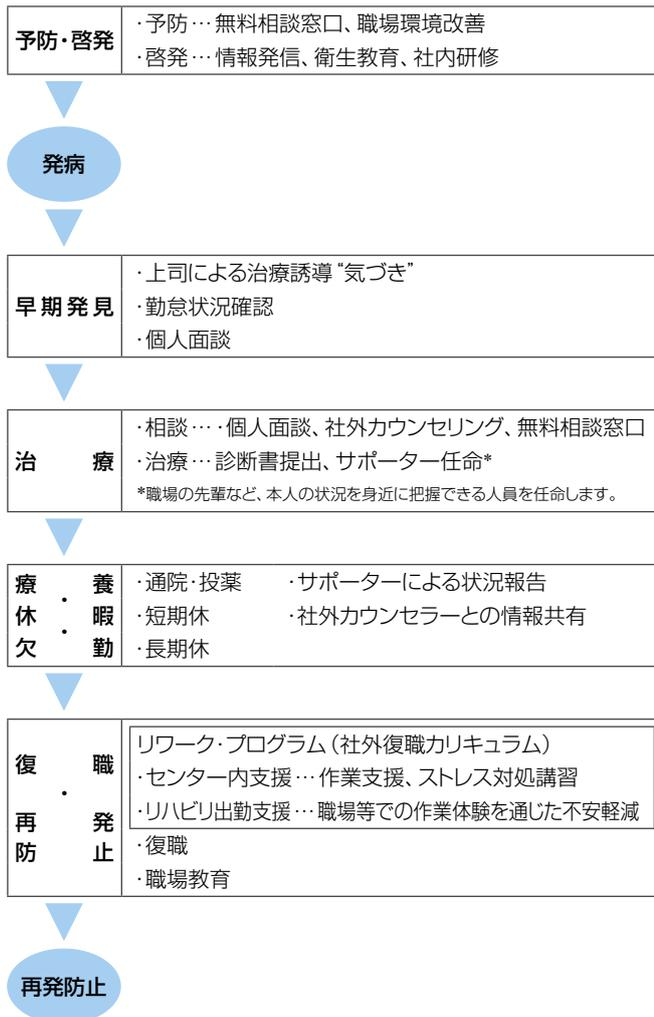 予防・啓発
・予防…無料相談窓口、職場環境改善
・啓発…情報発信、衛生教育、社内研修
発病
早期発見
・上司による治療誘導“気づき”
・勤怠状況確認
・個人面談
治療
・相談…・個人面談、社外カウンセリング、無料相談窓口
・治療…診断書提出、サポーター任命*
*職場の先輩など、本人の状況を身近に把握できる人員を任命します。
療養・
休暇・
欠勤
・通院・投薬 ・サポーターによる状況報告
・短期休 ・社外カウンセラーとの情報共有
・長期休
復職
・
再発
防止
リワーク・プログラム（社外復職カリキュラム）
・センター内支援…作業支援、ストレス対処講習
・リハビリ出勤支援…職場等での作業体験を通じた不安軽減
・復職
・職場教育
再発防止